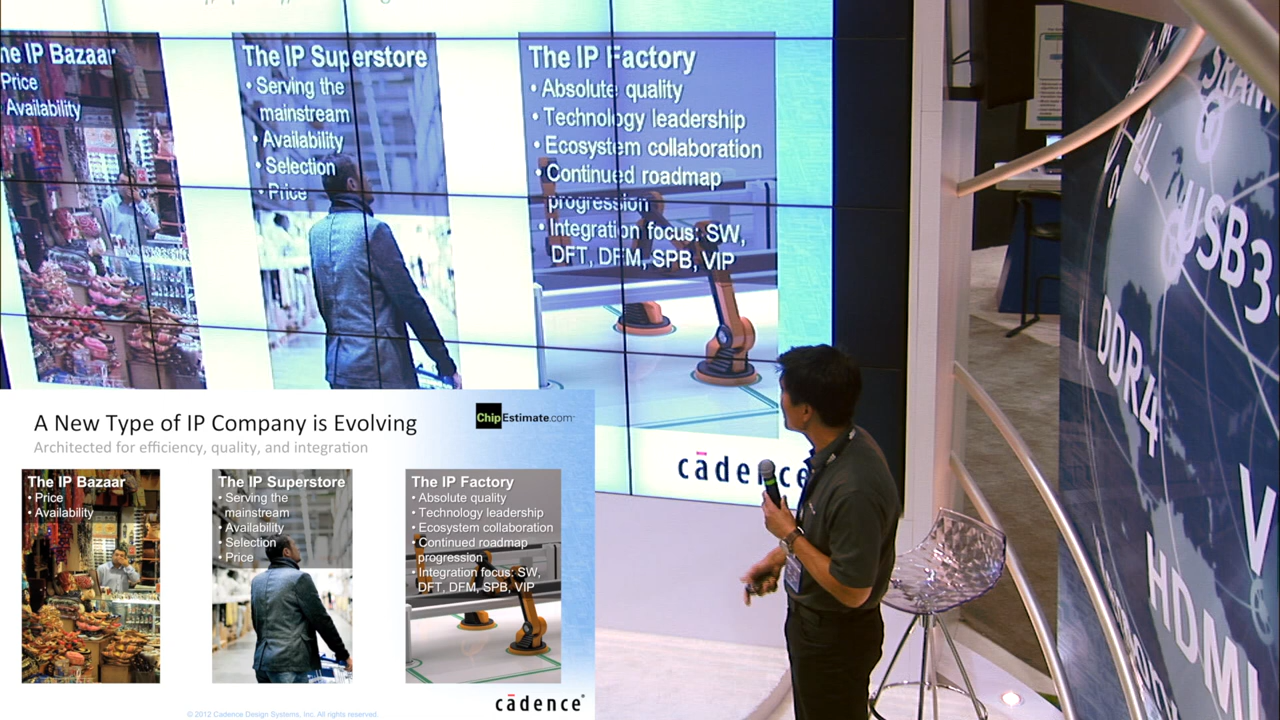 The IP Bazaar
Price
• Availability
The IP Superstore
• Serving the
mainstream
• Availability
• Selection
• Price
The IP Factory
• Absolute quality
• Technology leadership
• Ecosystem collaboration
• Continued roadmap
progression
• Integration focus: SW,
DFT, DFM, SPB, VIP
cādence
USB3
DDR4
HDMI
V
A New Type of IP Company is Evolving
Architected for efficiency, quality, and integration
ChipEstimate.com
The IP Bazaar
• Price
• Availability
The IP Superstore
• Serving the
mainstream
• Availability
• Selection
• Price
The IP Factory
• Absolute quality
• Technology leadership
• Ecosystem collaboration
• Continued roadmap
progression
• Integration focus: SW,
DFT, DFM, SPB, VIP
cādence®
© 2012 Cadence Design Systems, Inc. All rights reserved.